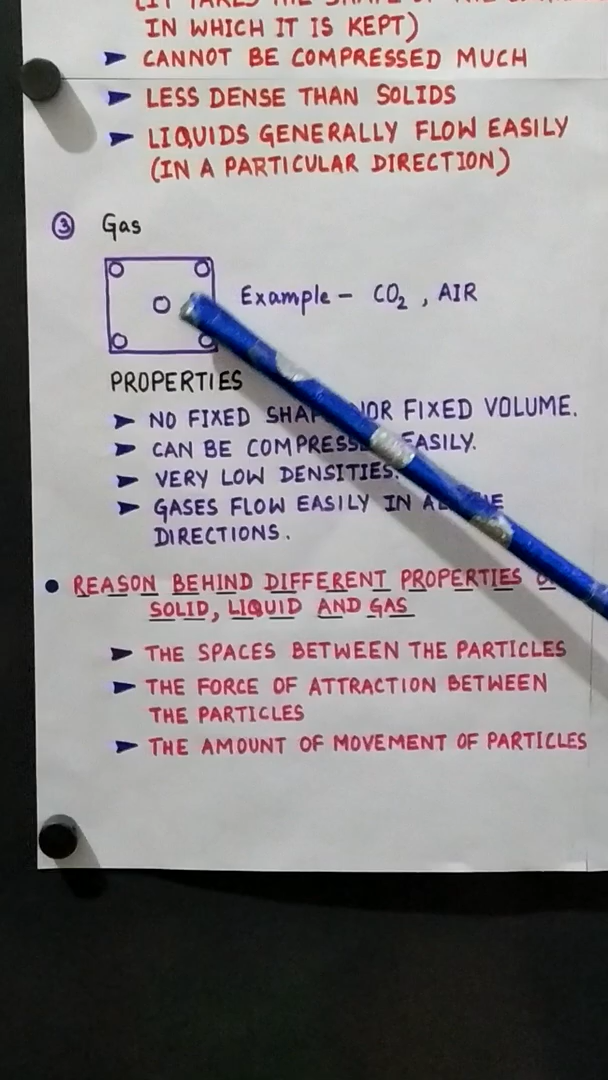 IN WHICH IT IS KEPT)
➤ CANNOT BE COMPRESSED MUCH
➤ LESS DENSE THAN SOLIDS
➤ LIQUIDS GENERALLY FLOW EASILY
(IN A PARTICULAR DIRECTION)
③ Gas
Example - CO₂, AIR
PROPERTIES
➤ NO FIXED FIXED VOLUME.
➤ CAN BE EASILY.
➤ VERY LOW DENSITIES.
➤ GASES FLOW EASILY IN
DIRECTIONS.
• REASON BEHIND DIFFERENT PROPERTIES
SOLID, LIQUID AND GAS
➤ THE SPACES BETWEEN THE PARTICLES
➤ THE FORCE OF ATTRACTION BETWEEN
THE PARTICLES
➤ THE AMOUNT OF MOVEMENT OF PARTICLES